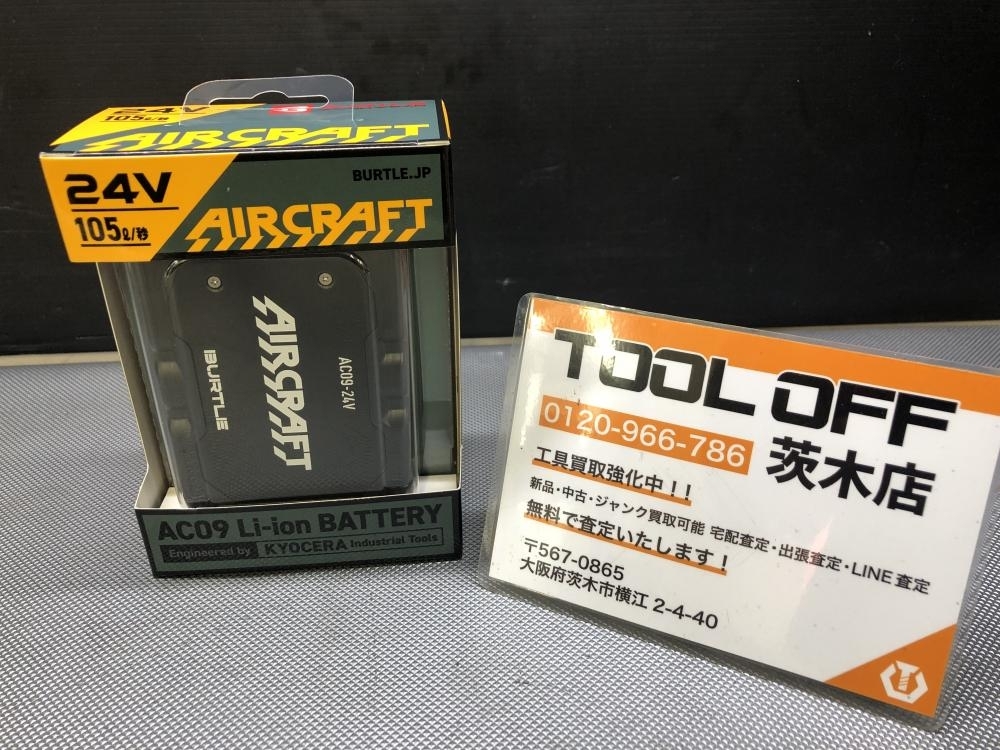 24V
105ℓ/秒
AIRCRAFT
BURTLE.JP
24V
105ℓ/秒
AIRCRAFT
AIRCRAFT
BURTLE
AC09-24V
AC09 Li-ion BATTERY
Engineered by KYOCERA Industrial Tools
TOOL OFF
0120-966-786 茨木店
工具買取強化中!!
新品・中古・ジャンク買取可能 宅配査定・出張査定・LINE査定
無料で査定いたします!
〒567-0865
大阪府茨木市横江 2-4-40